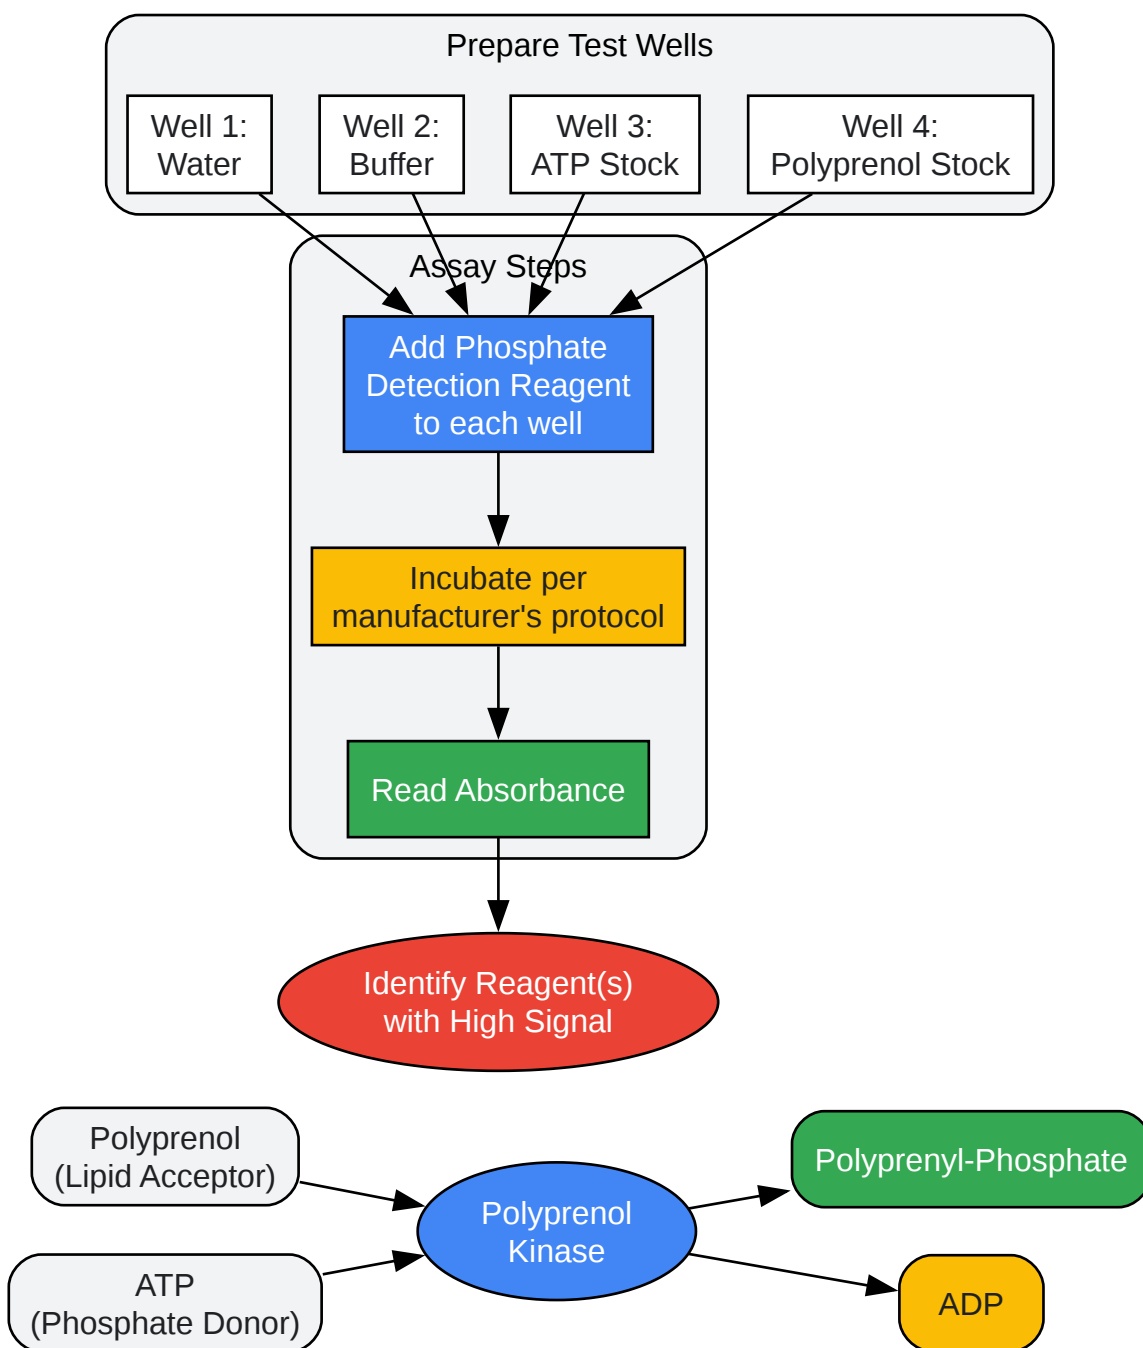 Prepare Test Wells
Well 1:
Water
Well 2:
Buffer
Well 3:
ATP Stock
Well 4:
Polyprenol Stock
Assay Steps
Add Phosphate
Detection Reagent
to each well
Incubate per
manufacturer's protocol
Read Absorbance
Identify Reagent(s)
with High Signal
Polyprenol
(Lipid Acceptor)
ATP
(Phosphate Donor)
Polyprenol
Kinase
Polyprenyl-Phosphate
ADP